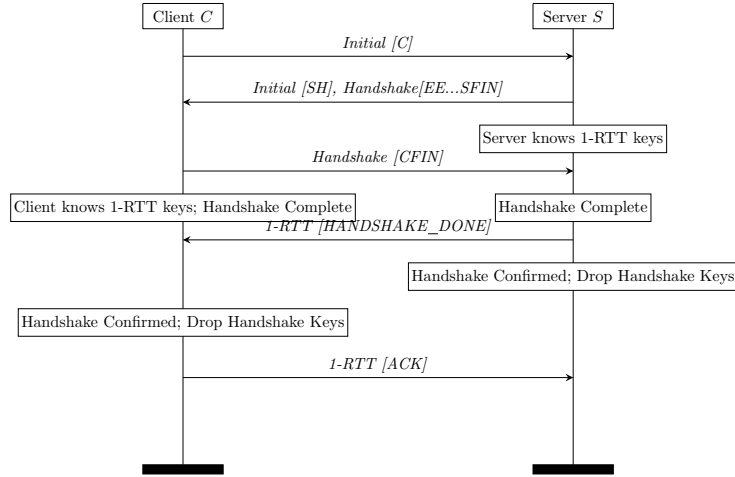 Client C
Server S
Initial [C]
Initial [SH], Handshake[EE...SFIN]
Server knows 1-RTT keys
Handshake [CFIN]
Client knows 1-RTT keys; Handshake Complete
Handshake Complete
1-RTT [HANDSHAKE_DONE]
Handshake Confirmed; Drop Handshake Keys
Handshake Confirmed; Drop Handshake Keys
1-RTT [ACK]